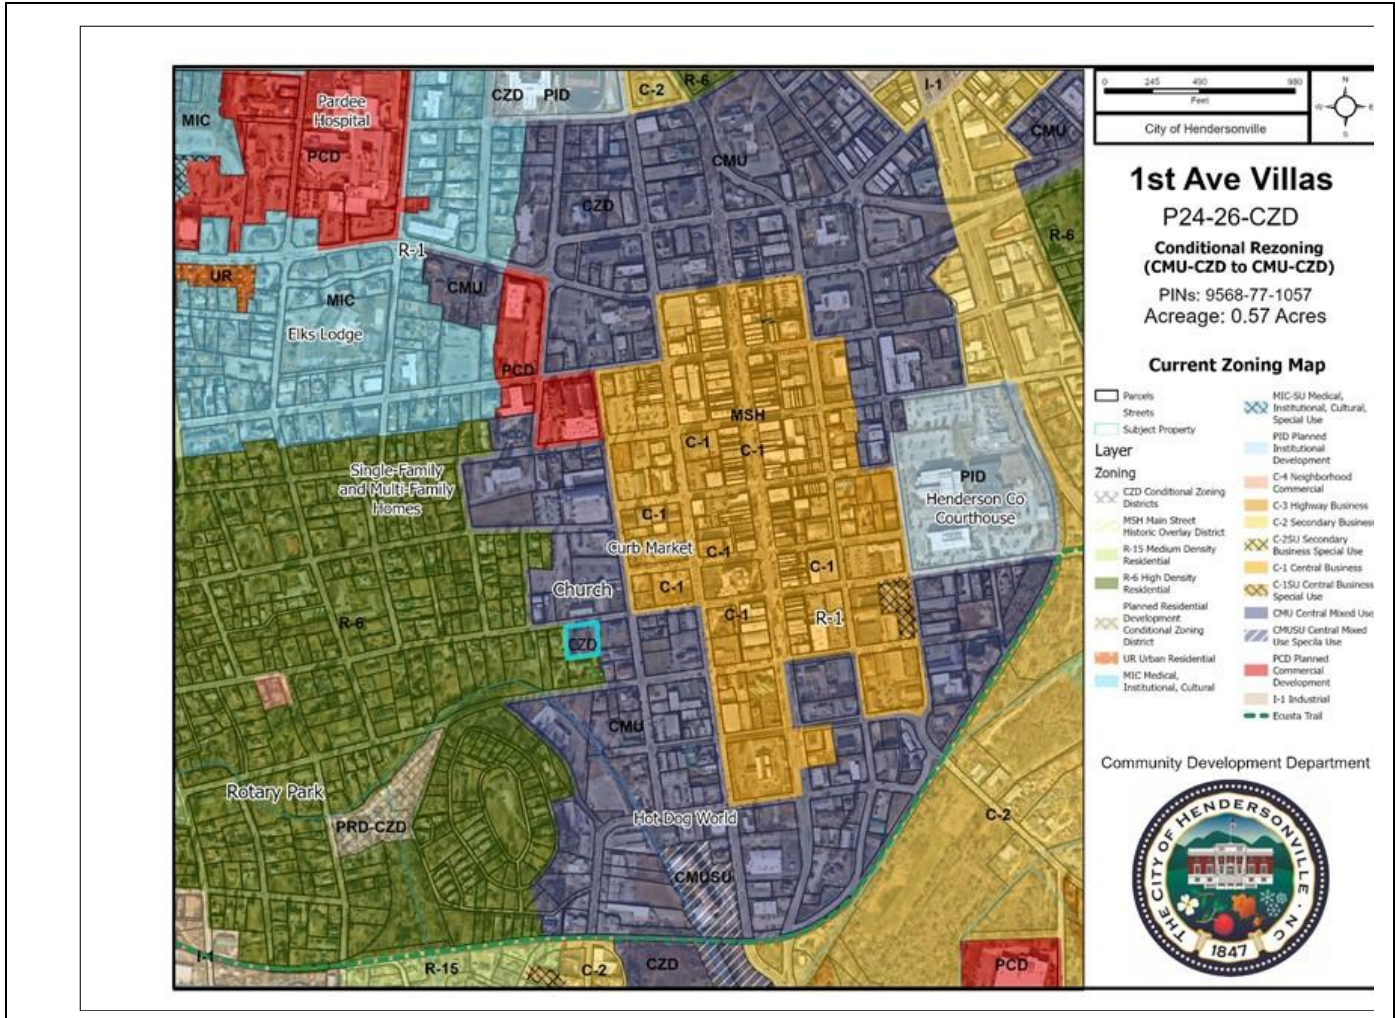 Pardee
Hospital
MIC
PCD
CZD
PID
C-2
R-6
I-1
CMU
CMU
CZD
R-1
UR
MIC
CMU
Elks Lodge
R-6
PCD
MSH
C-1
C-1
Single-Family
and Multi-Family
Homes
PID
Henderson Co
Courthouse
C-1
Curb Market
C-1
C-1
C-1
Church
C-1
R-1
R-6
CZD
CMU
Rotary Park
PRD-CZD
Hot Dog World
C-2
CMUSU
I-1
R-15
C-2
CZD
PCD
0 245 490 980
Feet
N
W E
S
City of Hendersonville
1st Ave Villas
P24-26-CZD
Conditional Rezoning
(CMU-CZD to CMU-CZD)
PINs: 9568-77-1057
Acreage: 0.57 Acres
Current Zoning Map
Parcels
Streets
Subject Property
Layer
Zoning
CZD Conditional Zoning
Districts
MSH Main Street
Historic Overlay District
R-15 Medium Density
Residential
R-6 High Density
Residential
Planned Residential
Development
Conditional Zoning
District
UR Urban Residential
MIC Medical,
Institutional, Cultural
MIC-SU Medical,
Institutional, Cultural,
Special Use
PID Planned
Institutional
Development
C-4 Neighborhood
Commercial
C-3 Highway Business
C-2 Secondary Business
C-2SU Secondary
Business Special Use
C-1 Central Business
C-1SU Central Business
Special Use
CMU Central Mixed Use
CMUSU Central Mixed
Use Specila Use
PCD Planned
Commercial
Development
I-1 Industrial
Ecusta Trail
Community Development Department
THE CITY OF HENDERSONVILLE · N.C
1847